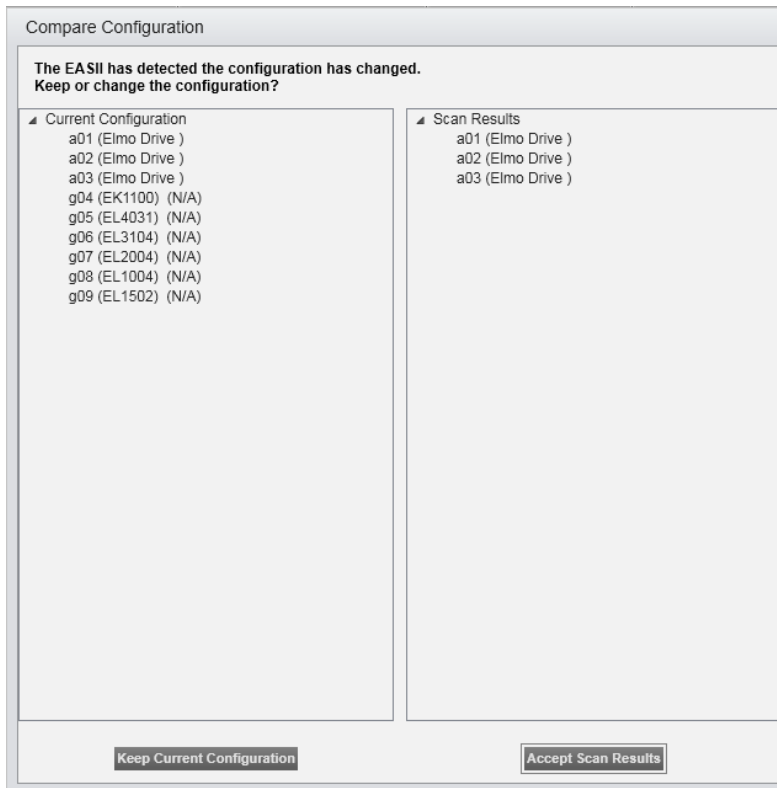 Compare Configuration
The EASII has detected the configuration has changed.
Keep or change the configuration?
Current Configuration
a01 (Elmo Drive )
a02 (Elmo Drive )
a03 (Elmo Drive )
g04 (EK1100) (N/A)
g05 (EL4031) (N/A)
g06 (EL3104) (N/A)
g07 (EL2004) (N/A)
g08 (EL1004) (N/A)
g09 (EL1502) (N/A)
Scan Results
a01 (Elmo Drive )
a02 (Elmo Drive )
a03 (Elmo Drive )
Keep Current Configuration
Accept Scan Results